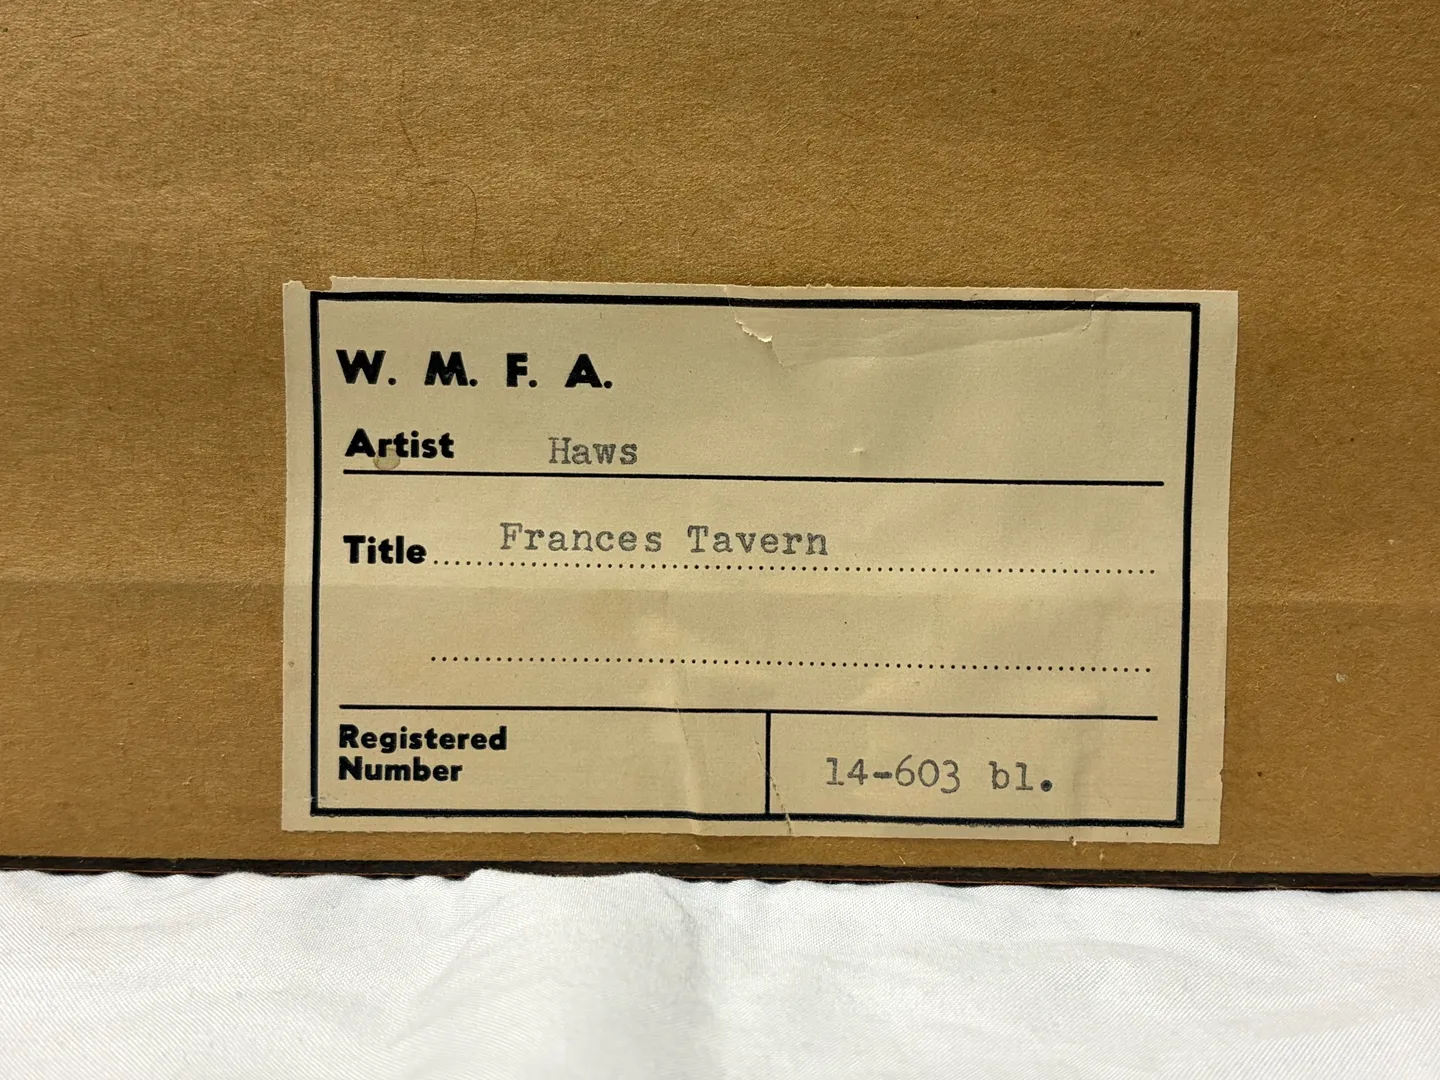 W. M. F. A.
Artist Haws
Title Frances Tavern
Registered
Number
14-603 bl.